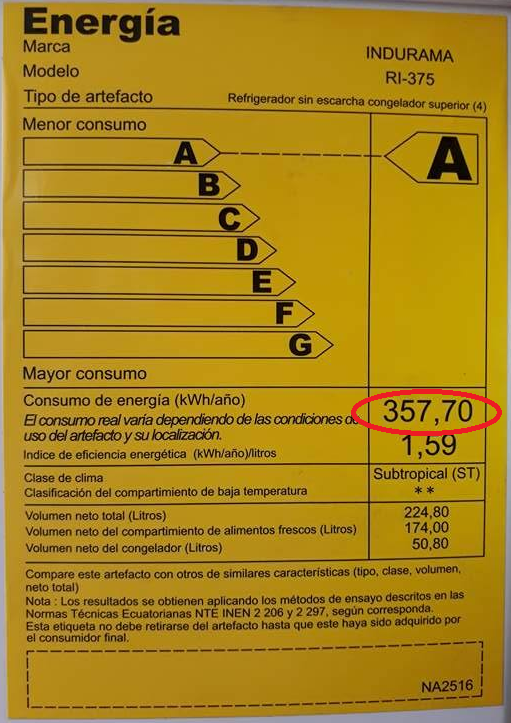 Energía
Marca INDURAMA
Modelo RI-375
Tipo de artefacto Refrigerador sin escarcha congelador superior (4)
Menor consumo
A A
B
C
D
E
F
G
Mayor consumo
Consumo de energía (kWh/año) 357,70
El consumo real varía dependiendo de las condiciones de
uso del artefacto y su localización.
Indice de eficiencia energética (kWh/año)/litros 1,59
Clase de clima Subtropical (ST)
Clasificación del compartimiento de baja temperatura **
Volumen neto total (Litros) 224,80
Volumen neto del compartimiento de alimentos frescos (Litros) 174,00
Volumen neto del congelador (Litros) 50,80
Compare este artefacto con otros de similares características (tipo, clase, volumen,
neto total)
Nota : Los resultados se obtienen aplicando los métodos de ensayo descritos en las
Normas Técnicas Ecuatorianas NTE INEN 2 206 y 2 297, según corresponda.
Esta etiqueta no debe retirarse del artefacto hasta que este haya sido adquirido por
el consumidor final.
NA2516